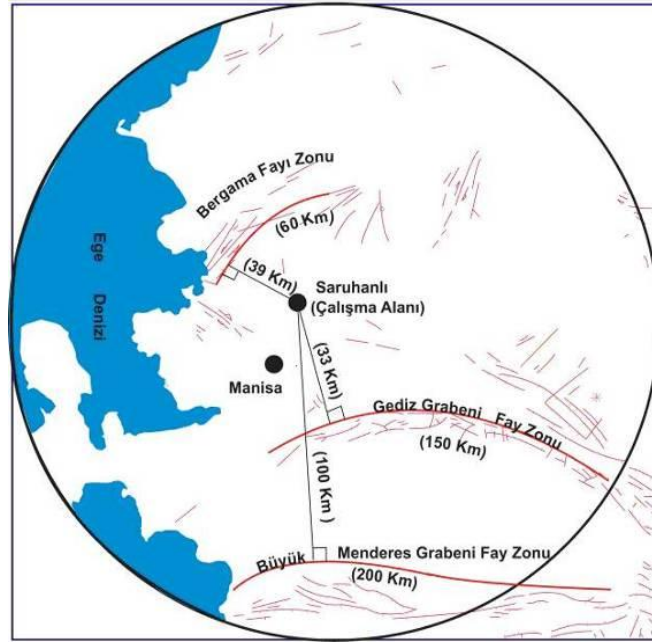 Bergama Fayı Zonu
(60 Km)
(39 Km)
Ege Denizi
Saruhanlı
(Çalışma Alanı)
(33 Km)
Manisa
Gediz Grabeni Fay Zonu
(150 Km)
(100 Km )
Büyük Menderes Grabeni Fay Zonu
(200 Km)